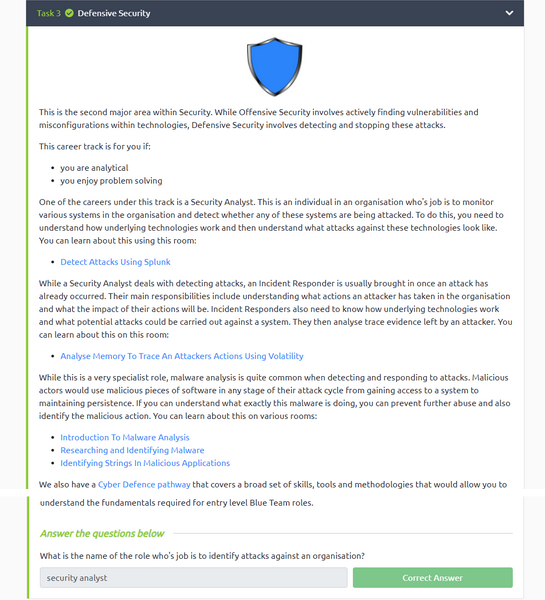 Task 3 Defensive Security
This is the second major area within Security. While Offensive Security involves actively finding vulnerabilities and
misconfigurations within technologies, Defensive Security involves detecting and stopping these attacks.
This career track is for you if:
you are analytical
you enjoy problem solving
One of the careers under this track is a Security Analyst. This is an individual in an organisation who's job is to monitor
various systems in the organisation and detect whether any of these systems are being attacked. To do this, you need to
understand how underlying technologies work and then understand what attacks against these technologies look like.
You can learn about this using this room:
Detect Attacks Using Splunk
While a Security Analyst deals with detecting attacks, an Incident Responder is usually brought in once an attack has
already occurred. Their main responsibilities include understanding what actions an attacker has taken in the organisation
and what the impact of their actions will be. Incident Responders also need to know how underlying technologies work
and what potential attacks could be carried out against a system. They then analyse trace evidence left by an attacker. You
can learn about this on this room:
Analyse Memory To Trace An Attackers Actions Using Volatility
While this is a very specialist role, malware analysis is quite common when detecting and responding to attacks. Malicious
actors would use malicious pieces of software in any stage of their attack cycle from gaining access to a system to
maintaining persistence. If you can understand what exactly this malware is doing, you can prevent further abuse and also
identify the malicious action. You can learn about this on various rooms:
Introduction To Malware Analysis
Researching and Identifying Malware
Identifying Strings In Malicious Applications
We also have a Cyber Defence pathway that covers a broad set of skills, tools and methodologies that would allow you to
understand the fundamentals required for entry level Blue Team roles.
Answer the questions below
What is the name of the role who's job is to identify attacks against an organisation?
security analyst
Correct Answer